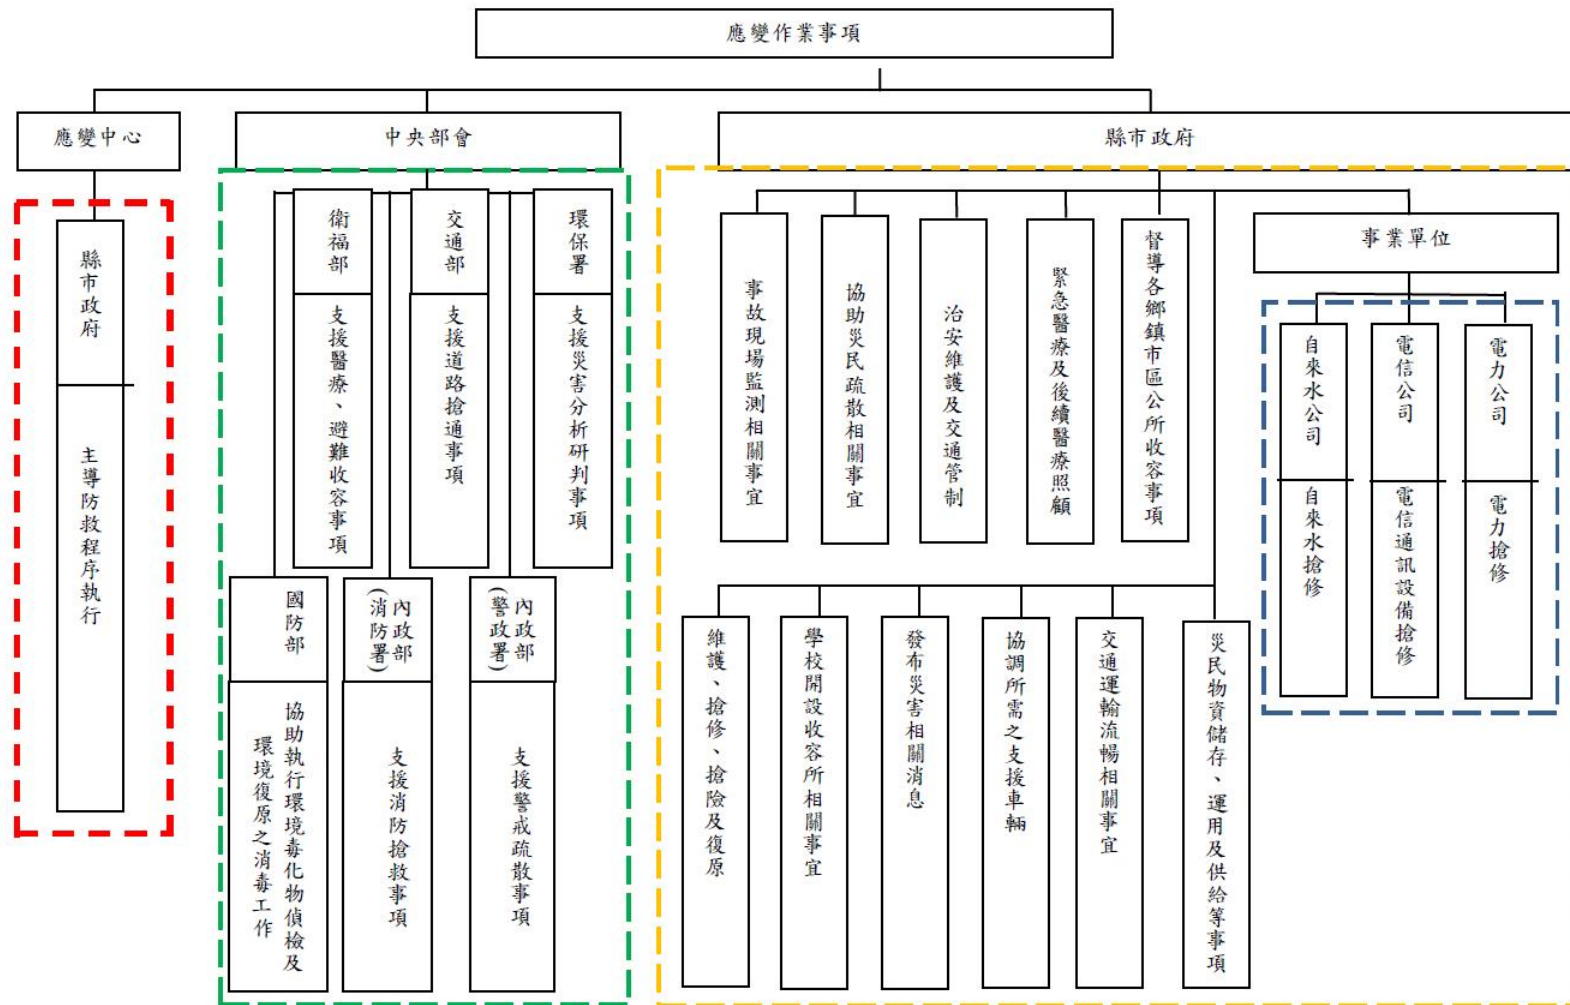 應變作業事項
應變中心
中央部會
縣市政府
縣市政府
主導防救程序執行
衛福部
支援醫療、避難收容事項
交通部
支援道路搶通事項
環保署
支援災害分析研判事項
國防部
協助執行環境毒化物偵檢及
環境復原之消毒工作
內政部
(消防署)
支援消防搶救事項
內政部
(警政署)
支援警戒疏散事項
事故現場監測相關事宜
協助災民疏散相關事宜
治安維護及交通管制
緊急醫療及後續醫療照顧
督導各鄉鎮市區公所收容事項
事業單位
自來水公司
自來水搶修
電信公司
電信通訊設備搶修
電力公司
電力搶修
維護、搶修、搶險及復原
學校開設收容所相關事宜
發布災害相關消息
協調所需之支援車輛
交通運輸流暢相關事宜
災民物資儲存、運用及供給等事項